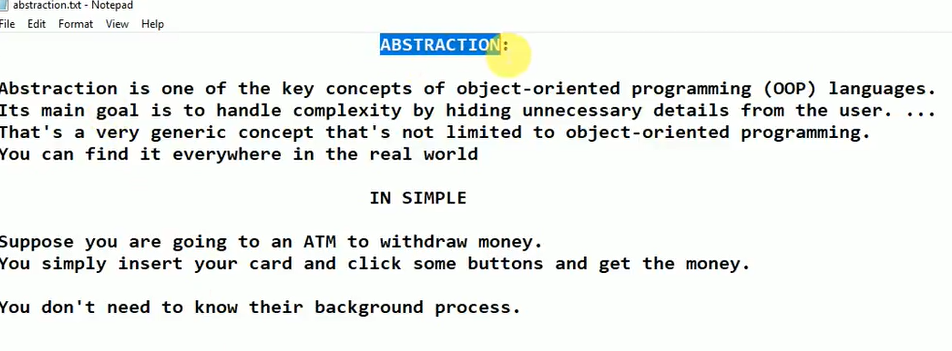 abstraction.txt - Notepad
File Edit Format View Help
ABSTRACTION:
Abstraction is one of the key concepts of object-oriented programming (OOP) languages.
Its main goal is to handle complexity by hiding unnecessary details from the user. ...
That's a very generic concept that's not limited to object-oriented programming.
You can find it everywhere in the real world
IN SIMPLE
Suppose you are going to an ATM to withdraw money.
You simply insert your card and click some buttons and get the money.
You don't need to know their background process.